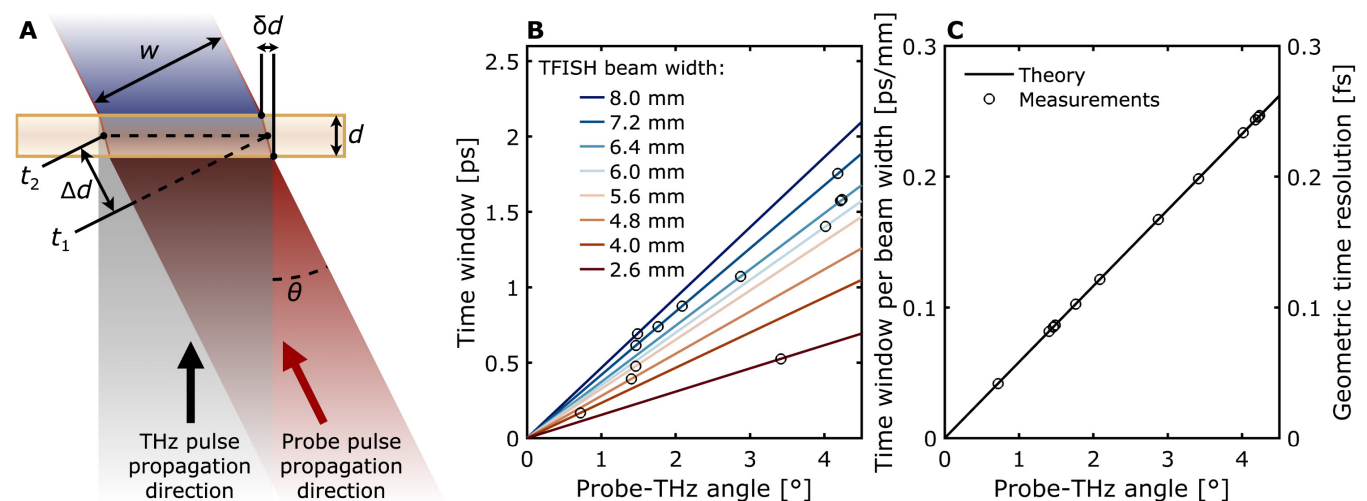 A
w
δd
d
t2
Δd
t1
θ
THz pulse
propagation
direction
Probe pulse
propagation
direction
B
TFISH beam width:
8.0 mm
7.2 mm
6.4 mm
6.0 mm
5.6 mm
4.8 mm
4.0 mm
2.6 mm
Time window [ps]
2.5
2
1.5
1
0.5
0
0
1
2
3
4
Probe-THz angle [°]
C
Theory
Measurements
Time window per beam width [ps/mm]
0.3
0.2
0.1
0
0
1
2
3
4
Probe-THz angle [°]
0.3
0.2
0.1
0
Geometric time resolution [fs]